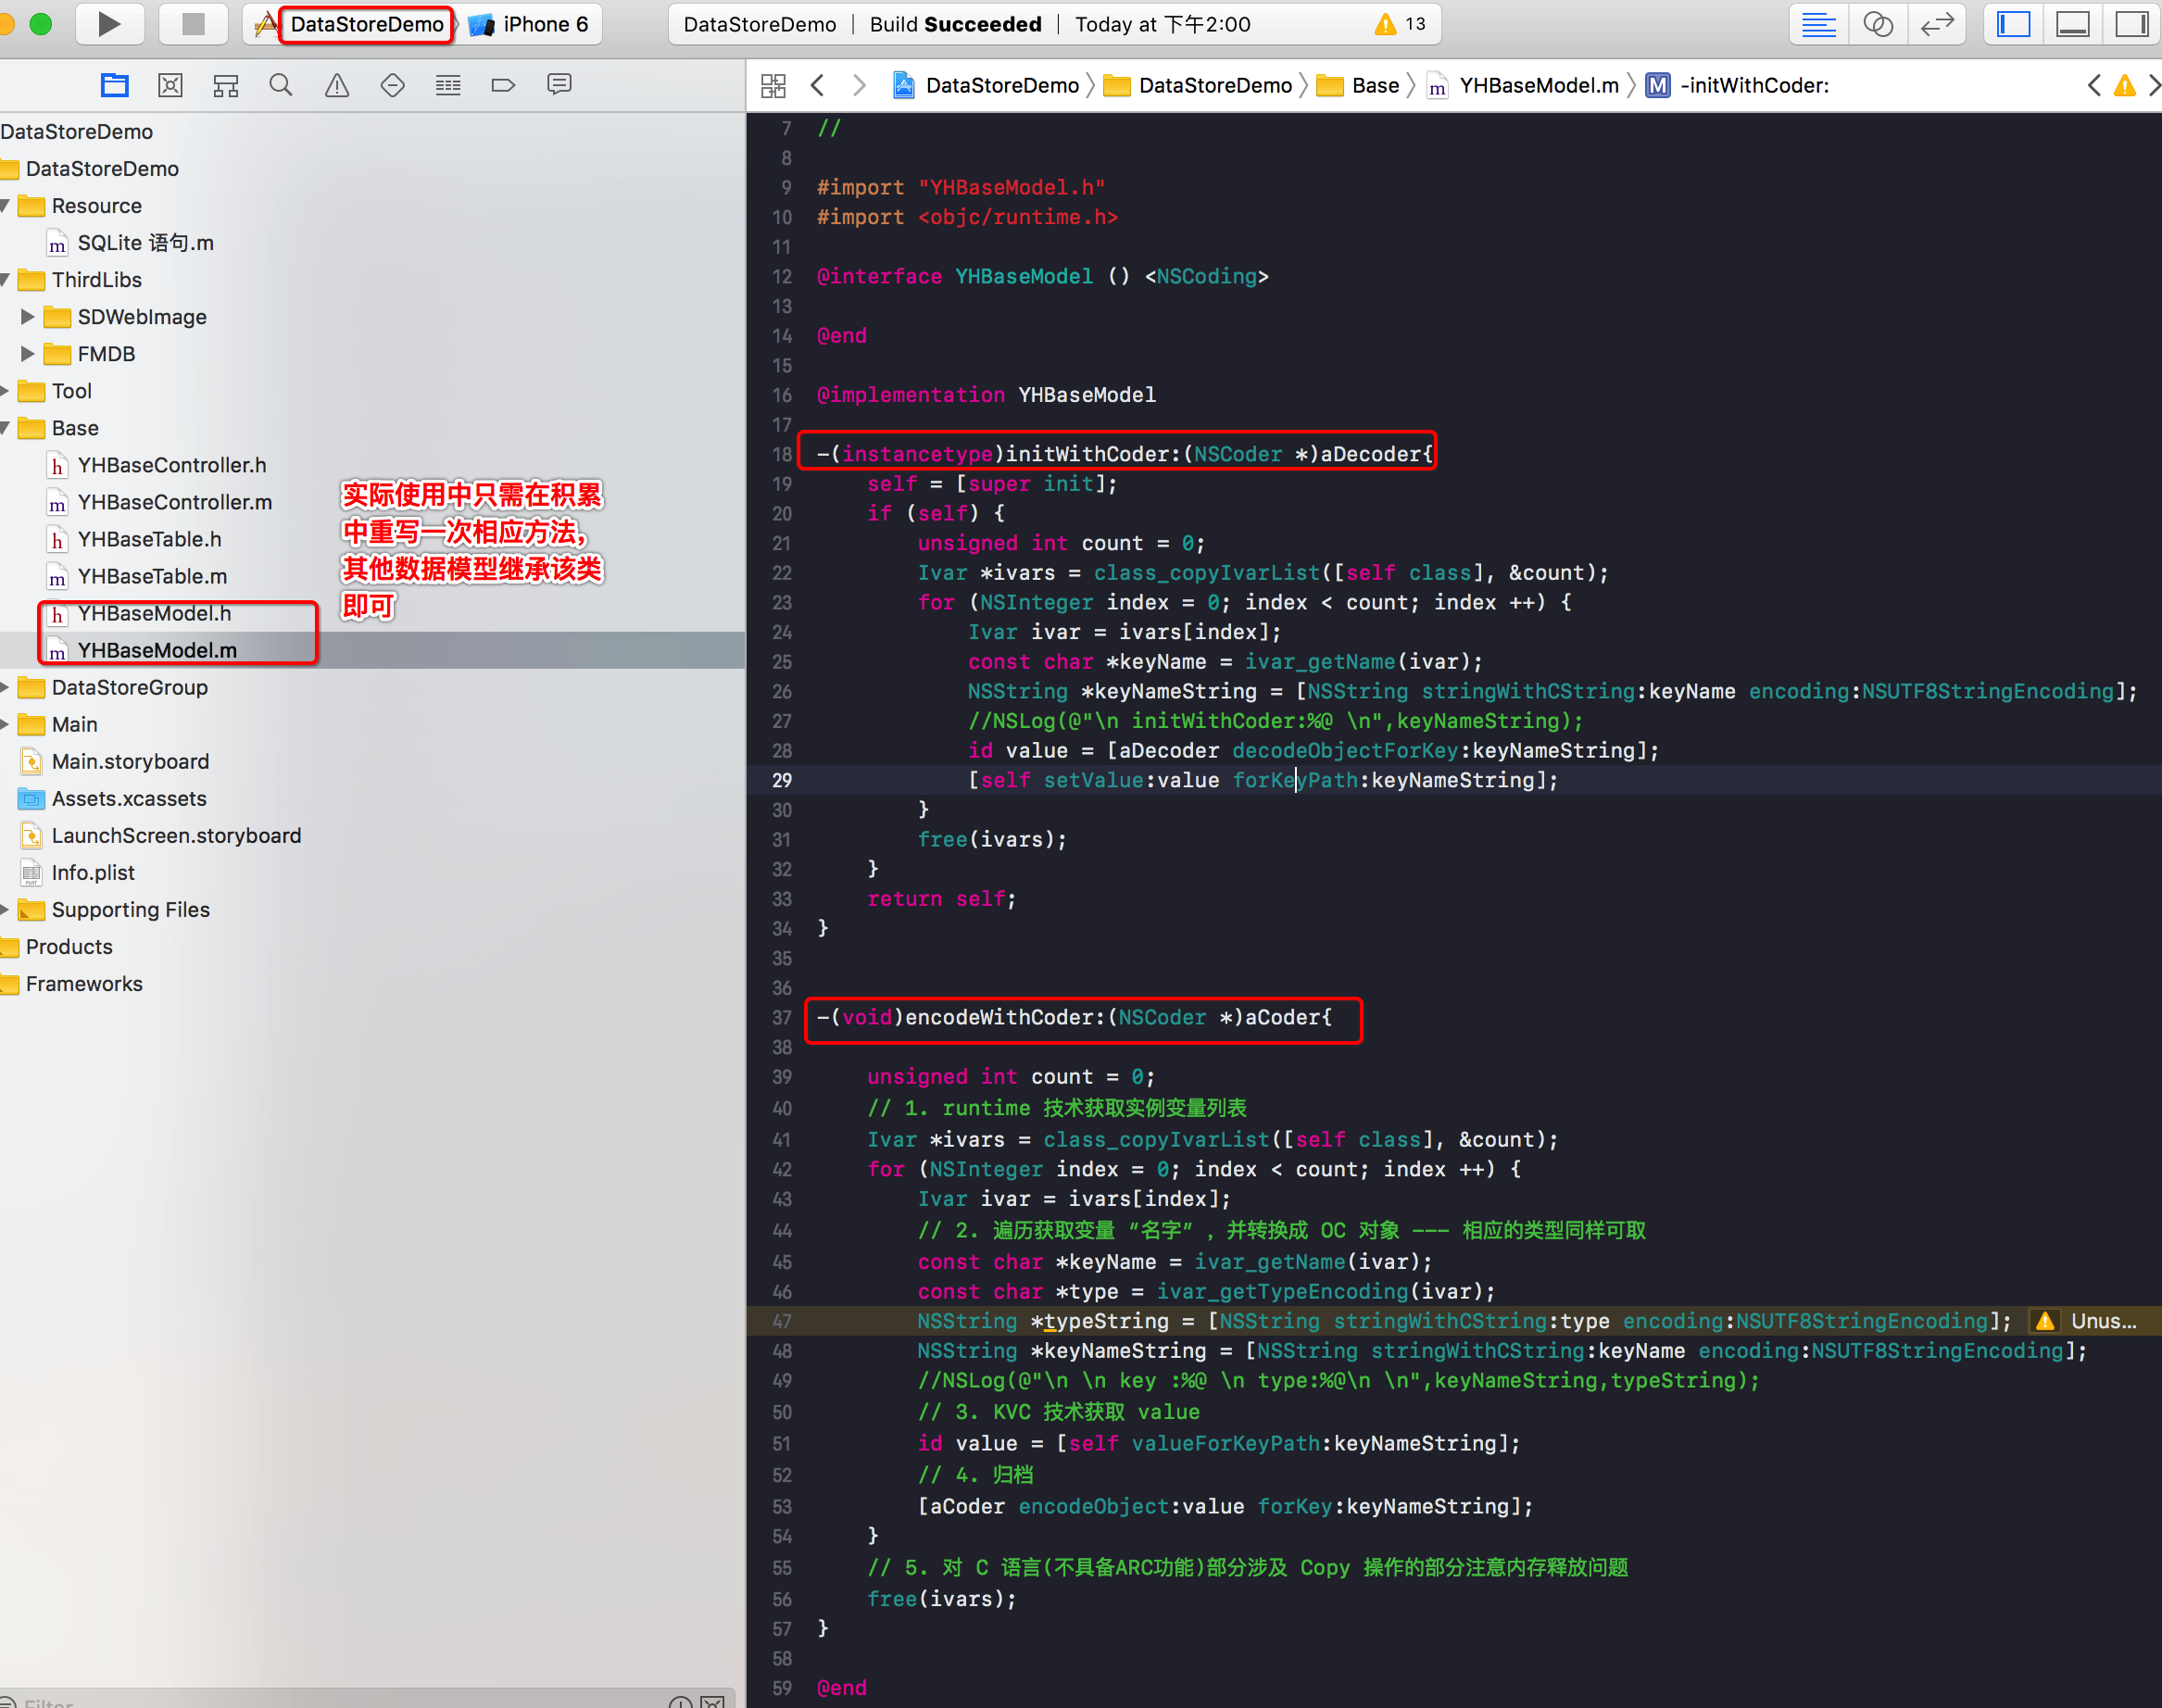 DataStoreDemo
iPhone 6
DataStoreDemo | Build Succeeded | Today at 下午2:00
13
DataStoreDemo
DataStoreDemo
Base
YHBaseModel.m
M
-initWithCoder:
DataStoreDemo
DataStoreDemo
Resource
m SQLite 语句.m
ThirdLibs
SDWebImage
FMDB
Tool
Base
h YHBaseController.h
m YHBaseController.m
h YHBaseTable.h
m YHBaseTable.m
h YHBaseModel.h
m YHBaseModel.m
DataStoreGroup
Main
Main.storyboard
Assets.xcassets
LaunchScreen.storyboard
Info.plist
Supporting Files
Products
Frameworks
Filter
实际使用中只需在积累
中重写一次相应方法，
其他数据模型继承该类
即可
7 //
8
9 #import "YHBaseModel.h"
10 #import <objc/runtime.h>
11
12 @interface YHBaseModel () <NSCoding>
13
14 @end
15
16 @implementation YHBaseModel
17
18 -(instancetype)initWithCoder:(NSCoder *)aDecoder{
19 self = [super init];
20 if (self) {
21 unsigned int count = 0;
22 Ivar *ivars = class_copyIvarList([self class], &count);
23 for (NSInteger index = 0; index < count; index ++) {
24 Ivar ivar = ivars[index];
25 const char *keyName = ivar_getName(ivar);
26 NSString *keyNameString = [NSString stringWithCString:keyName encoding:NSUTF8StringEncoding];
27 //NSLog(@"\n initWithCoder:%@ \n",keyNameString);
28 id value = [aDecoder decodeObjectForKey:keyNameString];
29 [self setValue:value forKeyPath:keyNameString];
30 }
31 free(ivars);
32 }
33 return self;
34 }
35
36
37 -(void)encodeWithCoder:(NSCoder *)aCoder{
38
39 unsigned int count = 0;
40 // 1. runtime 技术获取实例变量列表
41 Ivar *ivars = class_copyIvarList([self class], &count);
42 for (NSInteger index = 0; index < count; index ++) {
43 Ivar ivar = ivars[index];
44 // 2. 遍历获取变量 “名字” ，并转换成 OC 对象 --- 相应的类型同样可取
45 const char *keyName = ivar_getName(ivar);
46 const char *type = ivar_getTypeEncoding(ivar);
47 NSString *typeString = [NSString stringWithCString:type encoding:NSUTF8StringEncoding]; Unus...
48 NSString *keyNameString = [NSString stringWithCString:keyName encoding:NSUTF8StringEncoding];
49 //NSLog(@"\n \n key :%@ \n type:%@\n \n",keyNameString,typeString);
50 // 3. KVC 技术获取 value
51 id value = [self valueForKeyPath:keyNameString];
52 // 4. 归档
53 [aCoder encodeObject:value forKey:keyNameString];
54 }
55 // 5. 对 C 语言(不具备ARC功能)部分涉及 Copy 操作的部分注意内存释放问题
56 free(ivars);
57 }
58
59 @end